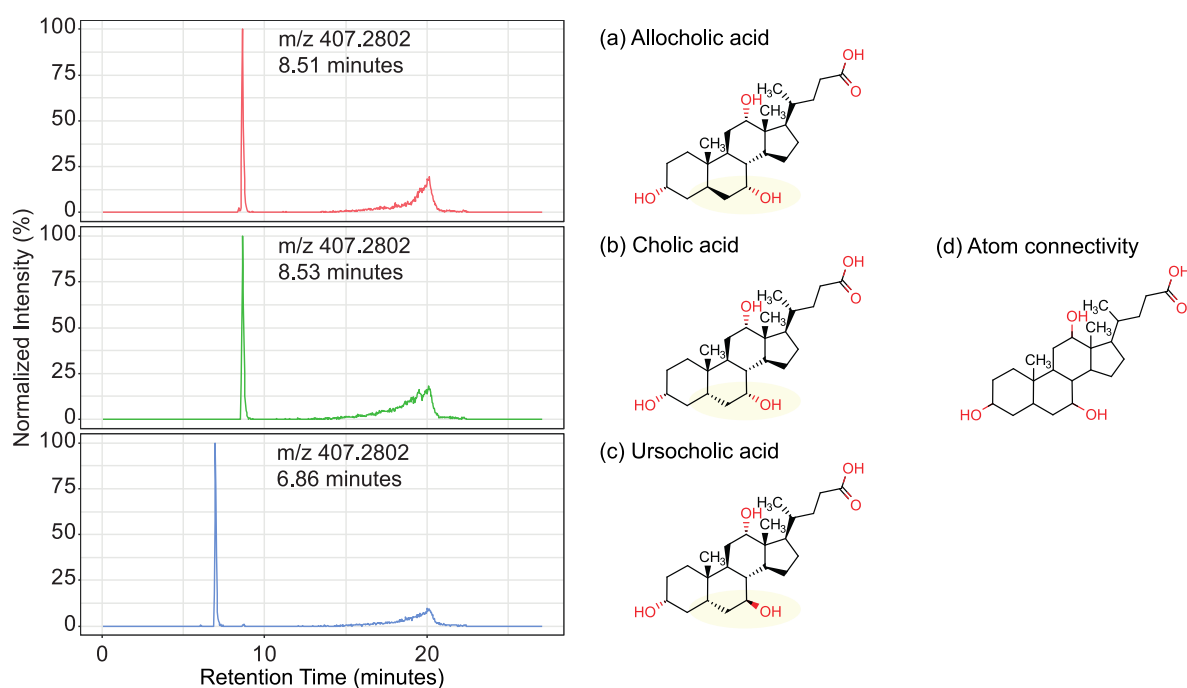 Normalized Intensity (%)
100
75
50
25
0
m/z 407.2802
8.51 minutes
100
75
50
25
0
m/z 407.2802
8.53 minutes
100
75
50
25
0
m/z 407.2802
6.86 minutes
0
10
20
Retention Time (minutes)
(a) Allocholic acid
OH
O
H₃C
OH
CH₃
CH₃
HO
OH
(b) Cholic acid
OH
O
H₃C
OH
CH₃
CH₃
HO
OH
(c) Ursocholic acid
OH
O
H₃C
OH
CH₃
CH₃
HO
OH
(d) Atom connectivity
OH
O
H₃C
OH
CH₃
CH₃
HO
OH